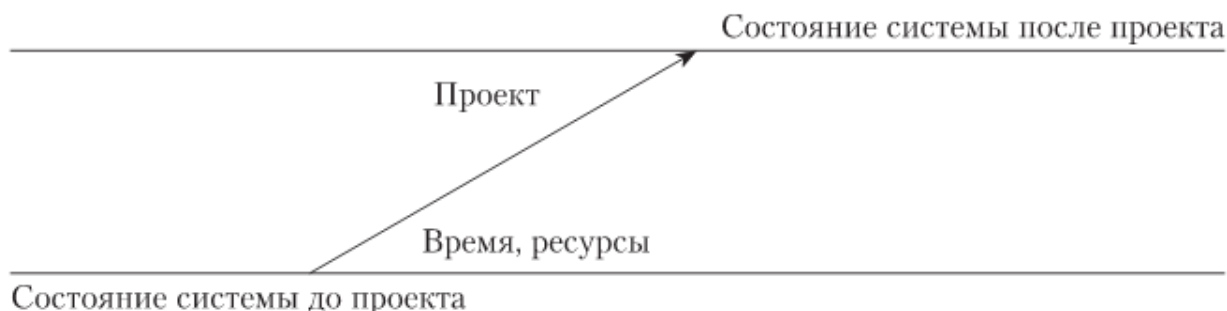 Состояние системы после проекта
Проект
Время, ресурсы
Состояние системы до проекта